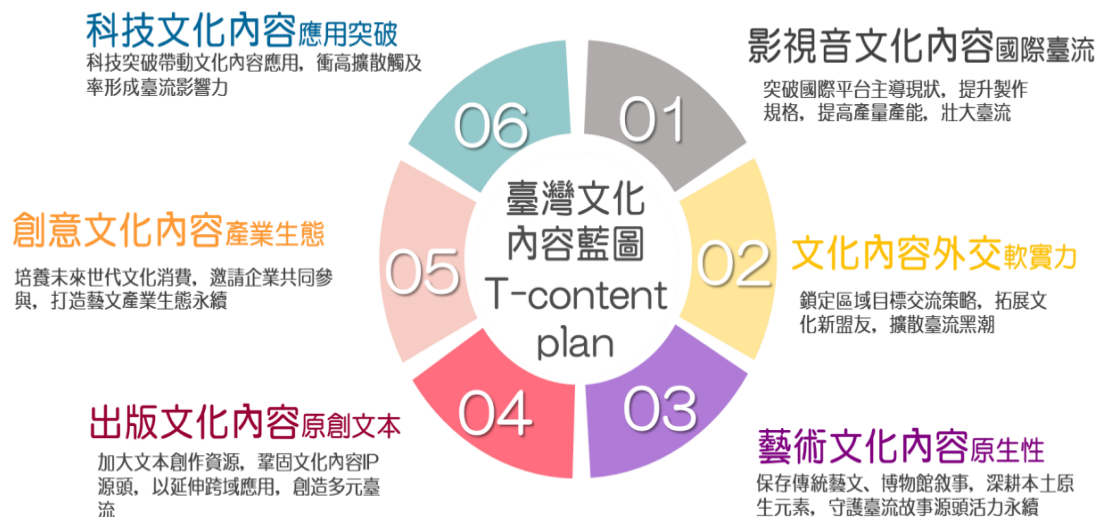 科技文化內容應用突破
科技突破帶動文化內容應用，衝高擴散觸及
率形成臺流影響力
影視音文化內容國際臺流
突破國際平台主導現狀，提升製作
規格，提高產量產能，壯大臺流
06
01
臺灣文化
內容藍圖
T-content
plan
創意文化內容產業生態
培養未來世代文化消費，邀請企業共同參
與，打造藝文產業生態永續
05
02
文化內容外交軟實力
鎖定區域目標交流策略，拓展文
化新盟友，擴散臺流黑潮
04
03
出版文化內容原創文本
加大文本創作資源，鞏固文化內容IP
源頭，以延伸跨域應用，創造多元臺
流
藝術文化內容原生性
保存傳統藝文、博物館敘事，深耕本土原
生元素，守護臺流故事源頭活力永續